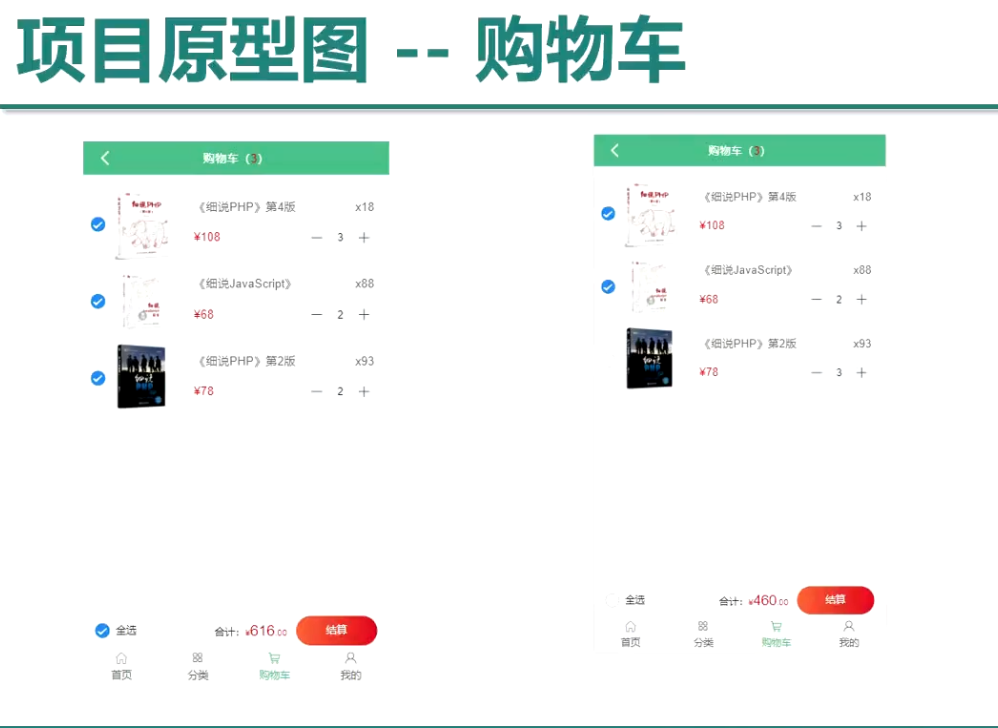 项目原型图 -- 购物车
购物车（3）
《细说PHP》第4版 x18
¥108 — 3 +
《细说JavaScript》 x88
¥68 — 2 +
《细说PHP》第2版 x93
¥78 — 2 +
全选 合计：¥616.00 结算
首页 分类 购物车 我的
购物车（3）
《细说PHP》第4版 x18
¥108 — 3 +
《细说JavaScript》 x88
¥68 — 2 +
《细说PHP》第2版 x93
¥78 — 3 +
全选 合计：¥460.00 结算
首页 分类 购物车 我的